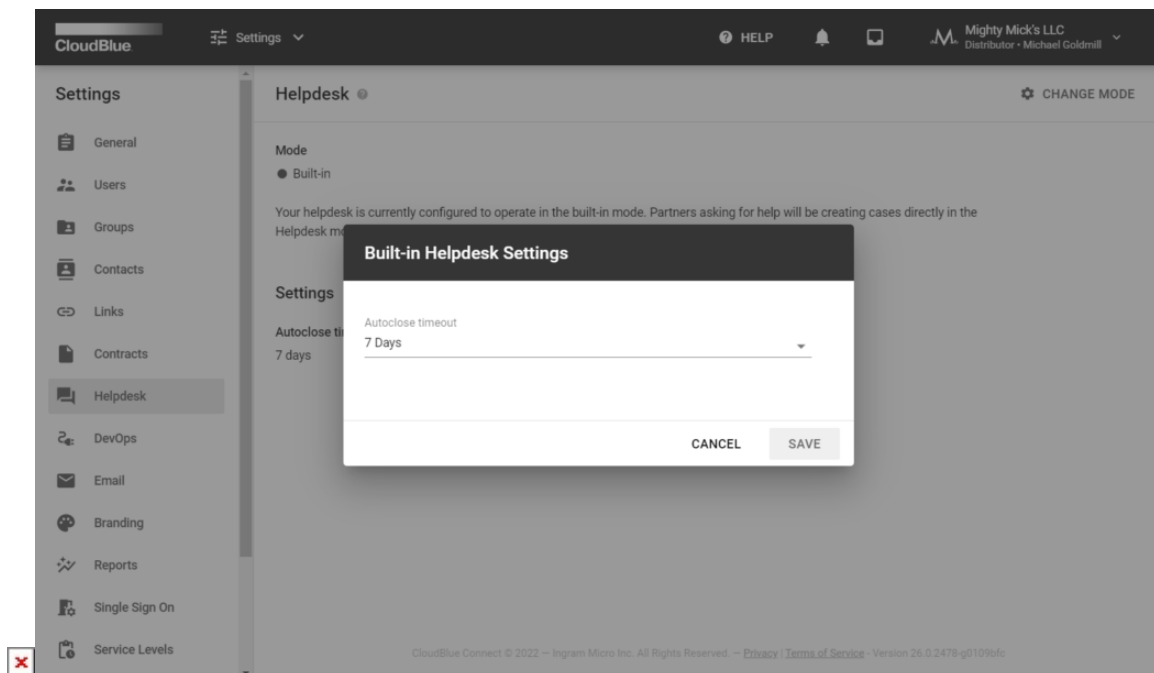 CloudBlue
Settings
HELP
Mighty Mick's LLC
Distributor • Michael Goldmill
Settings
General
Users
Groups
Contacts
Links
Contracts
Helpdesk
DevOps
Email
Branding
Reports
Single Sign On
Service Levels
Helpdesk
CHANGE MODE
Mode
Built-in
Your helpdesk is currently configured to operate in the built-in mode. Partners asking for help will be creating cases directly in the
Helpdesk
Settings
Autoclose
7 days
Built-in Helpdesk Settings
Autoclose timeout
7 Days
CANCEL
SAVE
CloudBlue Connect © 2022 — Ingram Micro Inc. All Rights Reserved. — Privacy | Terms of Service - Version 26.0.2478-g0109bfc